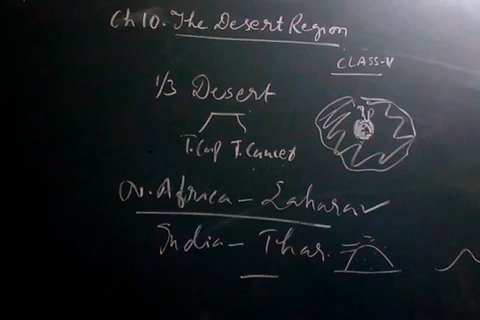 Ch 10. The Desert Region
CLASS-V
1/3 Desert
T. Cap T. Cancer
N. Africa - Sahara
India - Thar.